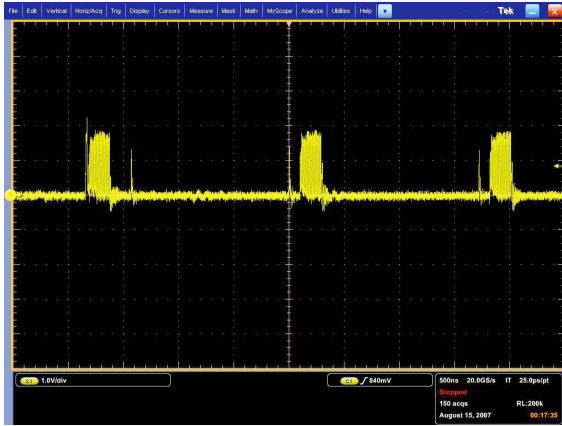 File Edit Vertical Horiz/Acq Trig Display Cursors Measure Mask Math MyScope Analyze Utilities Help Tek
C1 1.0V/div
C1 840mV
500ns 20.0GS/s IT 25.0ps/pt
Stopped
150 acqs RL:200k
August 15, 2007 00:17:35